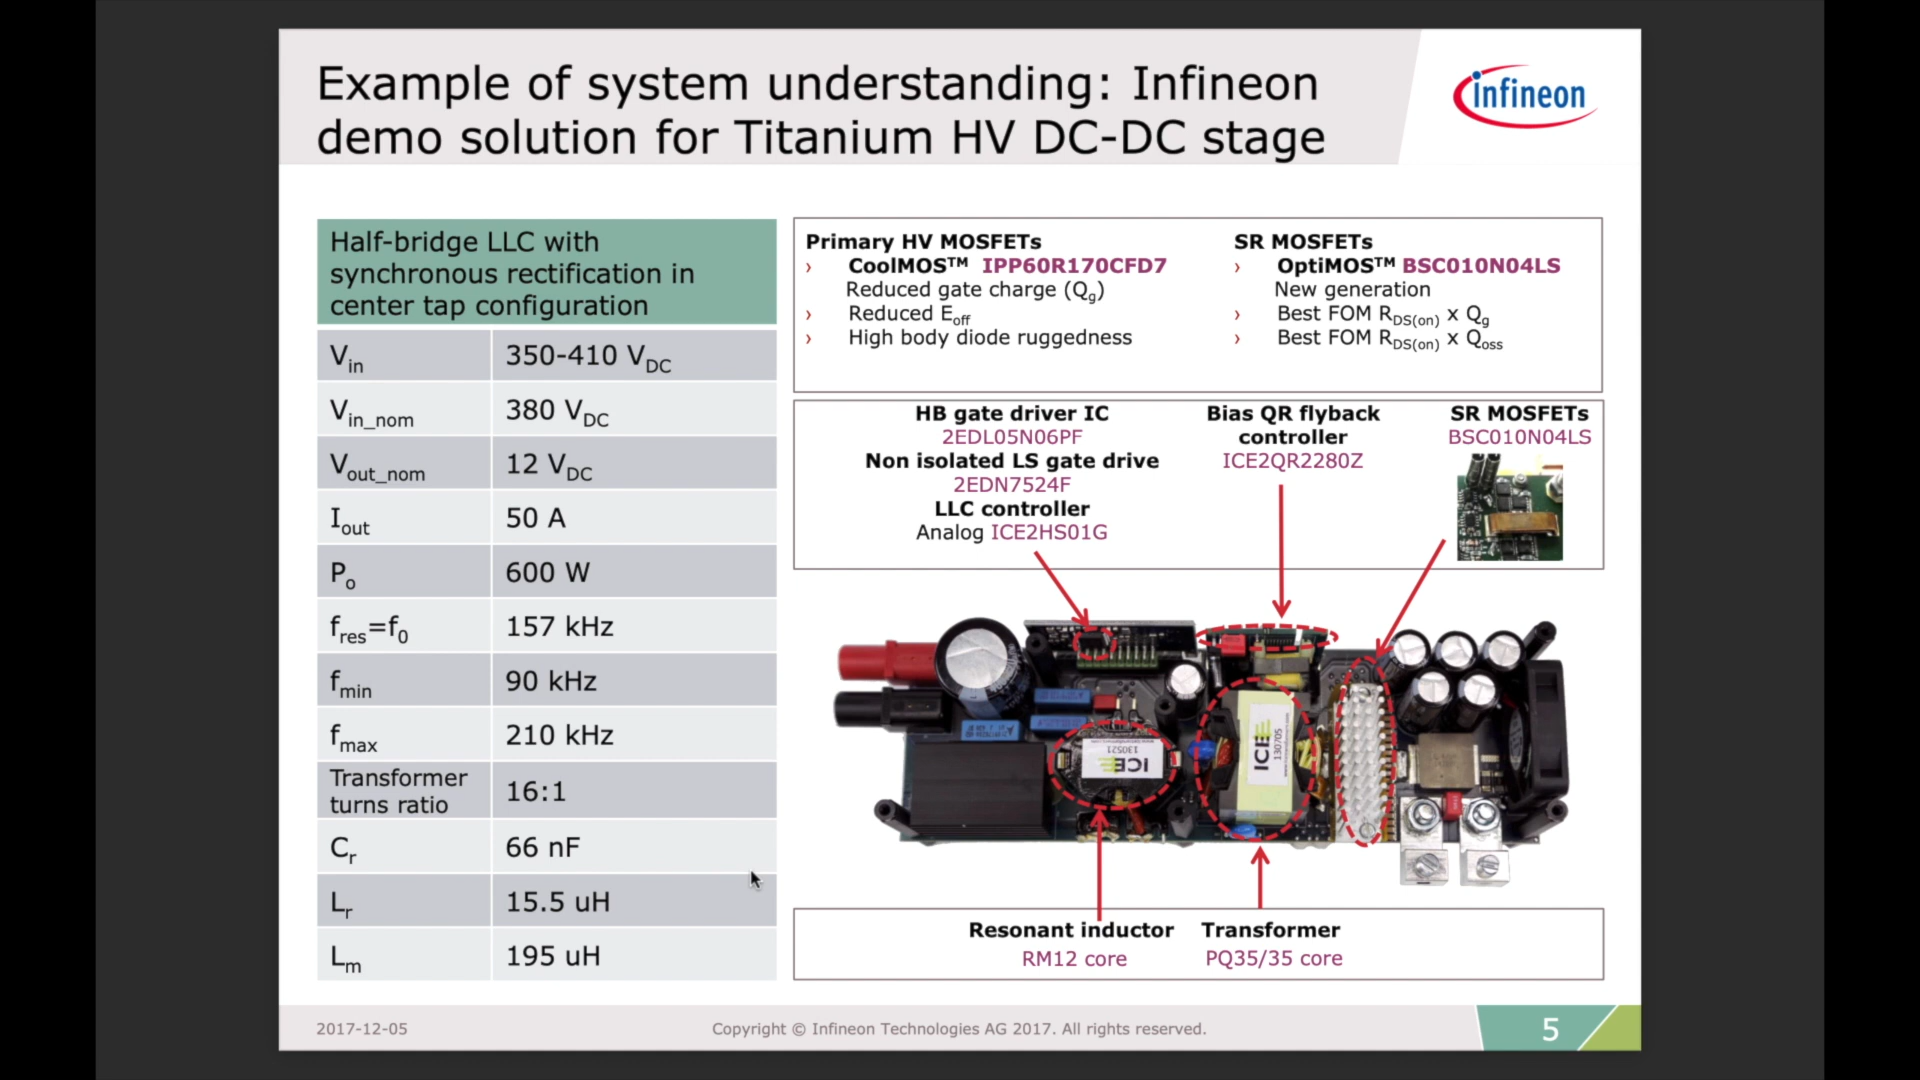 Example of system understanding: Infineon
demo solution for Titanium HV DC-DC stage
infineon
Half-bridge LLC with
synchronous rectification in
center tap configuration
Vin 350-410 VDC
Vin_nom 380 VDC
Vout_nom 12 VDC
Iout 50 A
Po 600 W
fres=f0 157 kHz
fmin 90 kHz
fmax 210 kHz
Transformer
turns ratio 16:1
Cr 66 nF
Lr 15.5 uH
Lm 195 uH
Primary HV MOSFETs
› CoolMOS™ IPP60R170CFD7
Reduced gate charge (Qg)
› Reduced Eoff
› High body diode ruggedness
SR MOSFETs
› OptiMOS™ BSC010N04LS
New generation
› Best FOM RDS(on) x Qg
› Best FOM RDS(on) x Qoss
HB gate driver IC
2EDL05N06PF
Non isolated LS gate drive
2EDN7524F
LLC controller
Analog ICE2HS01G
Bias QR flyback
controller
ICE2QR2280Z
SR MOSFETs
BSC010N04LS
130521
ICE
ICE
130705
Resonant inductor
RM12 core
Transformer
PQ35/35 core
2017-12-05
Copyright © Infineon Technologies AG 2017. All rights reserved.
5